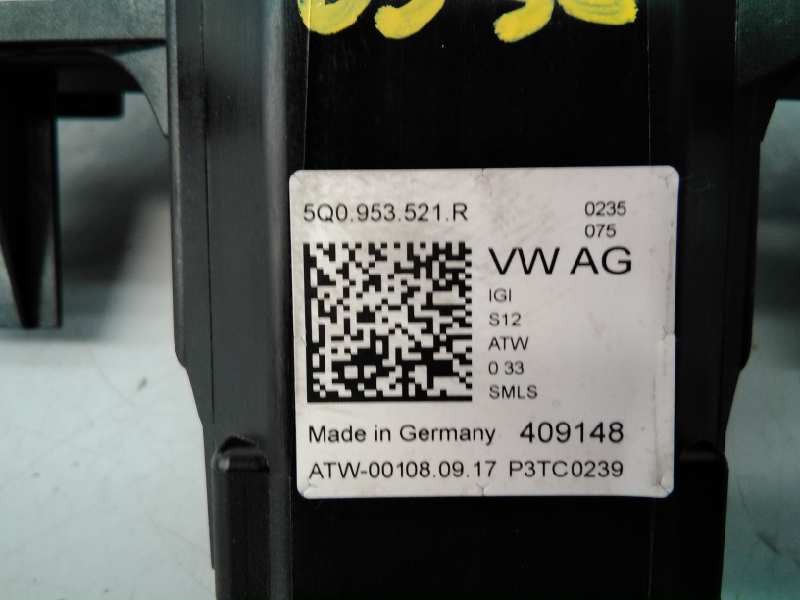 5Q0.953.521.R
0235
075
VW AG
IGI
S12
ATW
0 33
SMLS
Made in Germany 409148
ATW-00108.09.17 P3TC0239